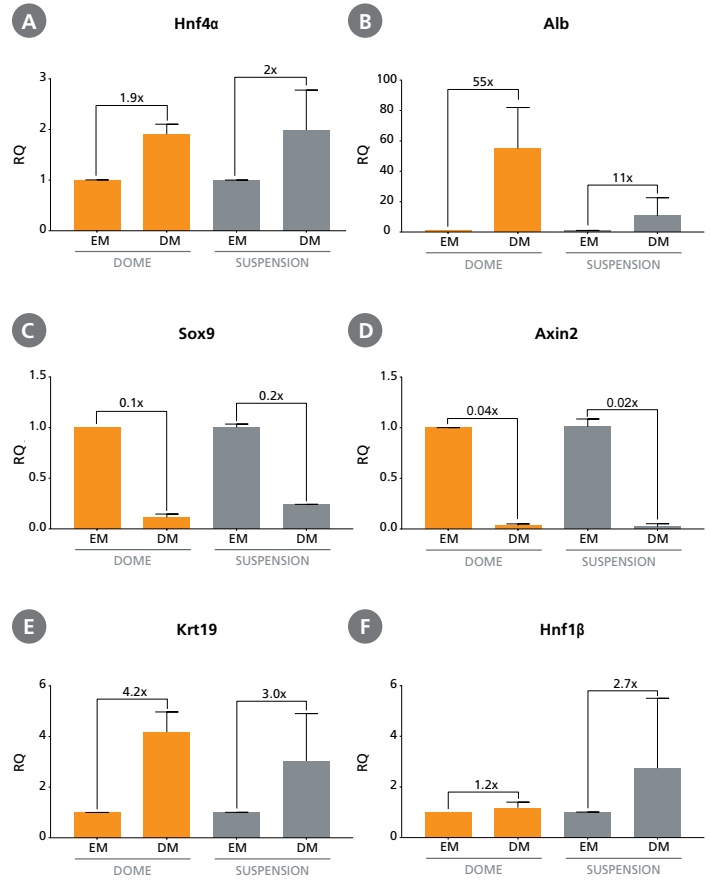 A
Hnf4α
RQ
3
2
1
0
1.9x
2x
EM DM EM DM
DOME SUSPENSION
B
Alb
RQ
100
80
60
40
20
0
55x
11x
EM DM EM DM
DOME SUSPENSION
C
Sox9
RQ
1.5
1.0
0.5
0.0
0.1x
0.2x
EM DM EM DM
DOME SUSPENSION
D
Axin2
RQ
1.5
1.0
0.5
0.0
0.04x
0.02x
EM DM EM DM
DOME SUSPENSION
E
Krt19
RQ
6
4
2
0
4.2x
3.0x
EM DM EM DM
DOME SUSPENSION
F
Hnf1β
RQ
6
4
2
0
1.2x
2.7x
EM DM EM DM
DOME SUSPENSION